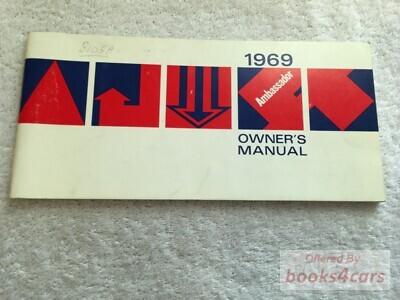 1969
Ambassador
OWNER'S
MANUAL
Offered By
books4cars